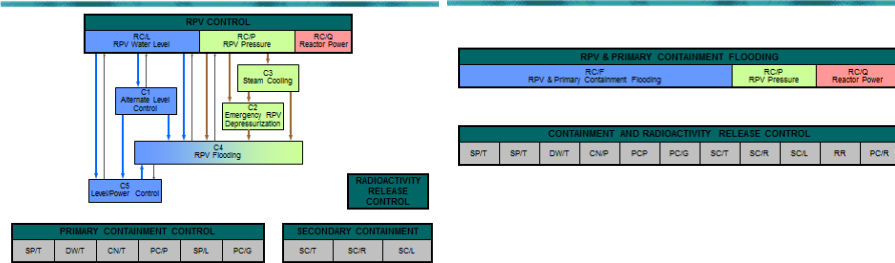 RPV CONTROL
RC/L
RPV Water Level
RC/P
RPV Pressure
RC/Q
Reactor Power
C3
Steam Cooling
C1
Alternate Level
Control
C2
Emergency RPV
Depressurization
C4
RPV Flooding
C5
Level/Power Control
RADIOACTIVITY
RELEASE
CONTROL
PRIMARY CONTAINMENT CONTROL
SP/T DW/T CN/T PC/P SP/L PC/G
SECONDARY CONTAINMENT
SC/T SC/R SC/L
RPV & PRIMARY CONTAINMENT FLOODING
RC/F
RPV & Primary Containment Flooding
RC/P
RPV Pressure
RC/Q
Reactor Power
CONTAINMENT AND RADIOACTIVITY RELEASE CONTROL
SP/T SP/T DW/T CN/P PCP PC/G SC/T SC/R SC/L RR PC/R